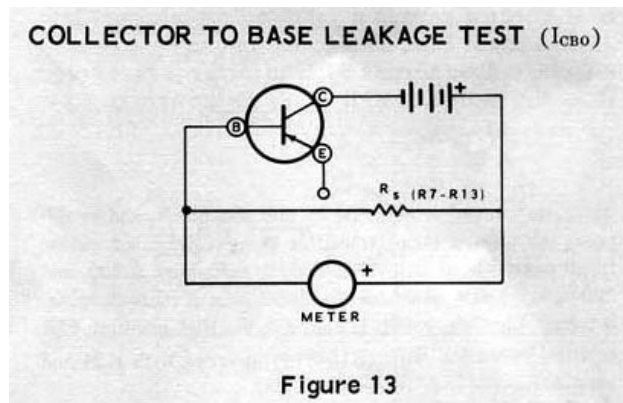 COLLECTOR TO BASE LEAKAGE TEST (ICBO)
C
+
B
E
Rs (R7-R13)
+
METER
Figure 13